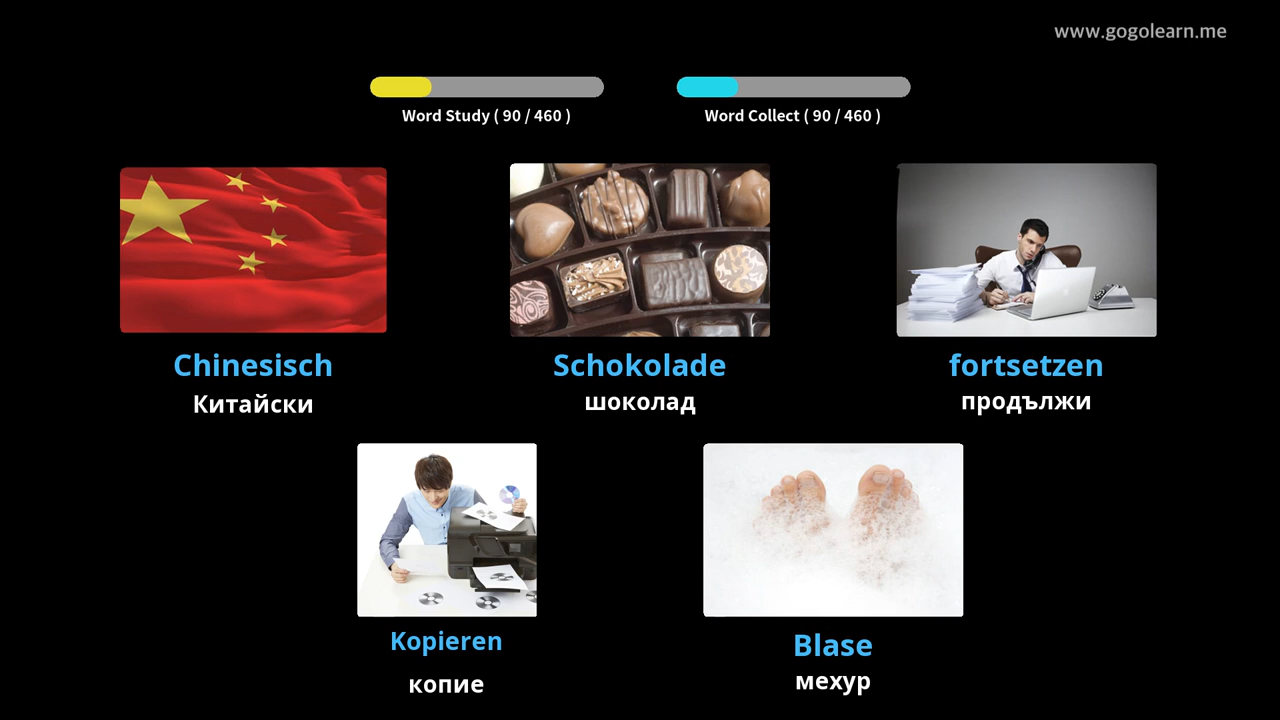 www.gogolearn.me
Word Study ( 90 / 460 )
Word Collect ( 90 / 460 )
Chinesisch
Китайски
Schokolade
шоколад
fortsetzen
продължи
Kopieren
копие
Blase
мехур